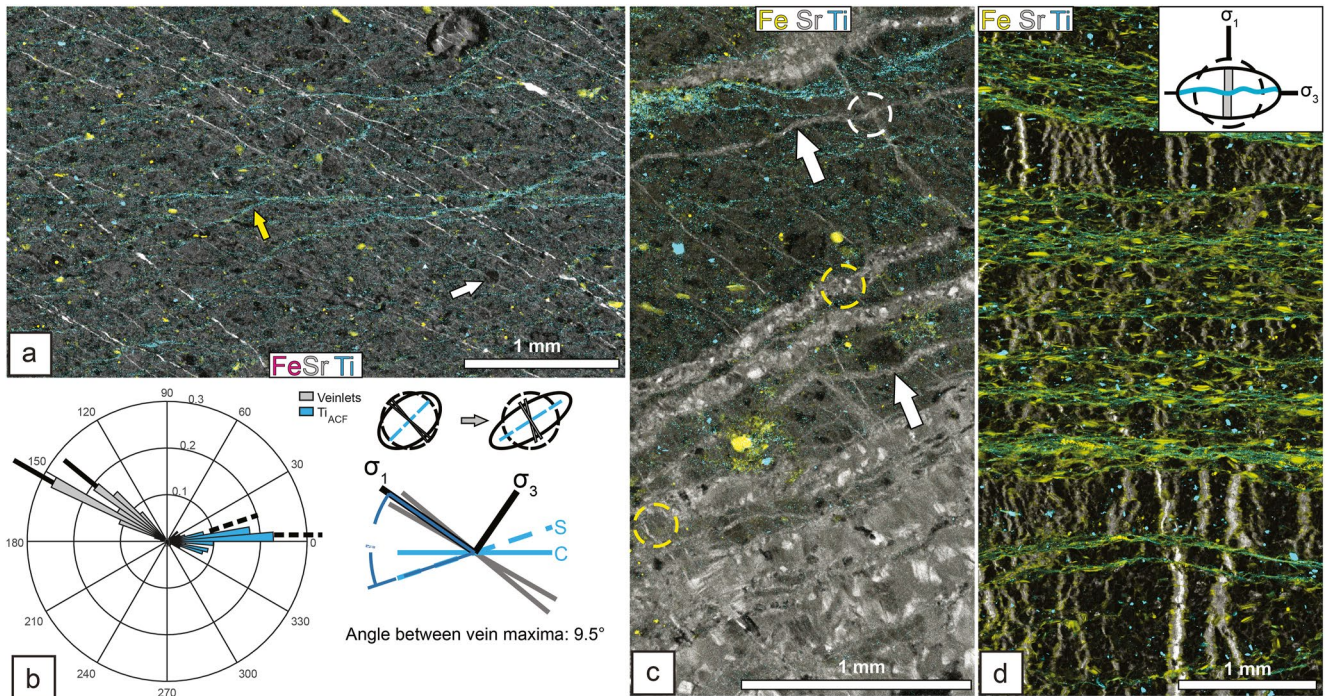 a
1 mm
FeSrTi
b
90
60
30
0
330
300
270
240
210
180
150
120
0.3
0.2
0.1
Veinlets
Ti ACF
σ1
σ3
S
C
Angle between vein maxima: 9.5°
c
Fe Sr Ti
1 mm
d
Fe Sr Ti
σ1
σ3
1 mm